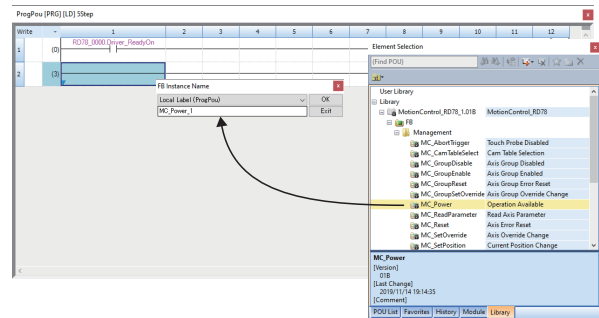 ProgPou [PRG] [LD] 5Step
Write 1 2 3 4 5 6 7 8 9 10 11 12
1 (0) RD78_0000.Driver_ReadyOn
2 (3)
FB Instance Name
Local Label (ProgPou) OK
MC_Power_1 Exit
Element Selection
(Find POU)
User Library
Library
MotionControl_RD78_1.01B MotionControl_RD78
FB
Management
MC_AbortTrigger Touch Probe Disabled
MC_CamTableSelect Cam Table Selection
MC_GroupDisable Axis Group Disabled
MC_GroupEnable Axis Group Enabled
MC_GroupReset Axis Group Error Reset
MC_GroupSetOverride Axis Group Override Change
MC_Power Operation Available
MC_ReadParameter Read Axis Parameter
MC_Reset Axis Error Reset
MC_SetOverride Axis Override Change
MC_SetPosition Current Position Change
MC_Power
[Version]
01B
[Last Change]
2019/11/14 19:14:35
[Comment]
POU List Favorites History Module Library